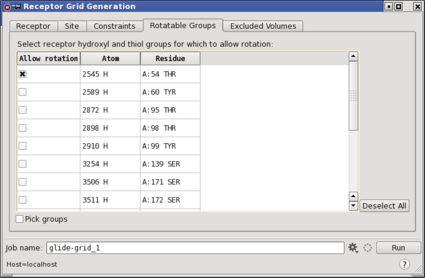 Receptor Grid Generation
Receptor Site Constraints Rotatable Groups Excluded Volumes
Select receptor hydroxyl and thiol groups for which to allow rotation:
Allow rotation Atom Residue
2545 H A:54 THR
2589 H A:60 TYR
2872 H A:95 THR
2898 H A:98 THR
2910 H A:99 TYR
3254 H A:139 SER
3506 H A:171 SER
3511 H A:172 SER
Deselect All
Pick groups
Job name: glide-grid_1 Run
Host=localhost ?